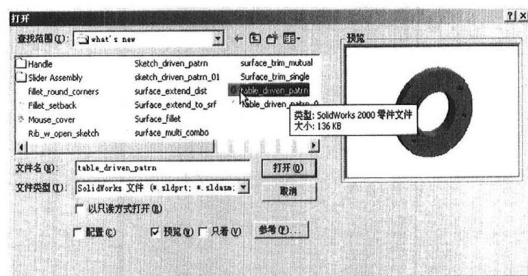 打开
查找范围(I): what's new
预览
Handle
Slider Assembly
fillet_round_corners
Fillet_setback
Mouse_cover
Rib_w_open_sketch
Sketch_driven_patrn
Sketch_driven_patrn_01
Surface_extend_dist
Surface_extend_to_srf
Surface_fillet
surface_multi_combo
surface_trim_mutual
Surface_trim_single
table_driven_patrn
类型: SolidWorks 2000 零件文件
大小: 136 KB
文件名(N): table_driven_patrn
打开(O)
文件类型(T): SolidWorks 文件 (*.sldprt; *.sldasm;
取消
以只读方式打开(R)
配置(C)
预览(W)
只看(V)
参考(F)...